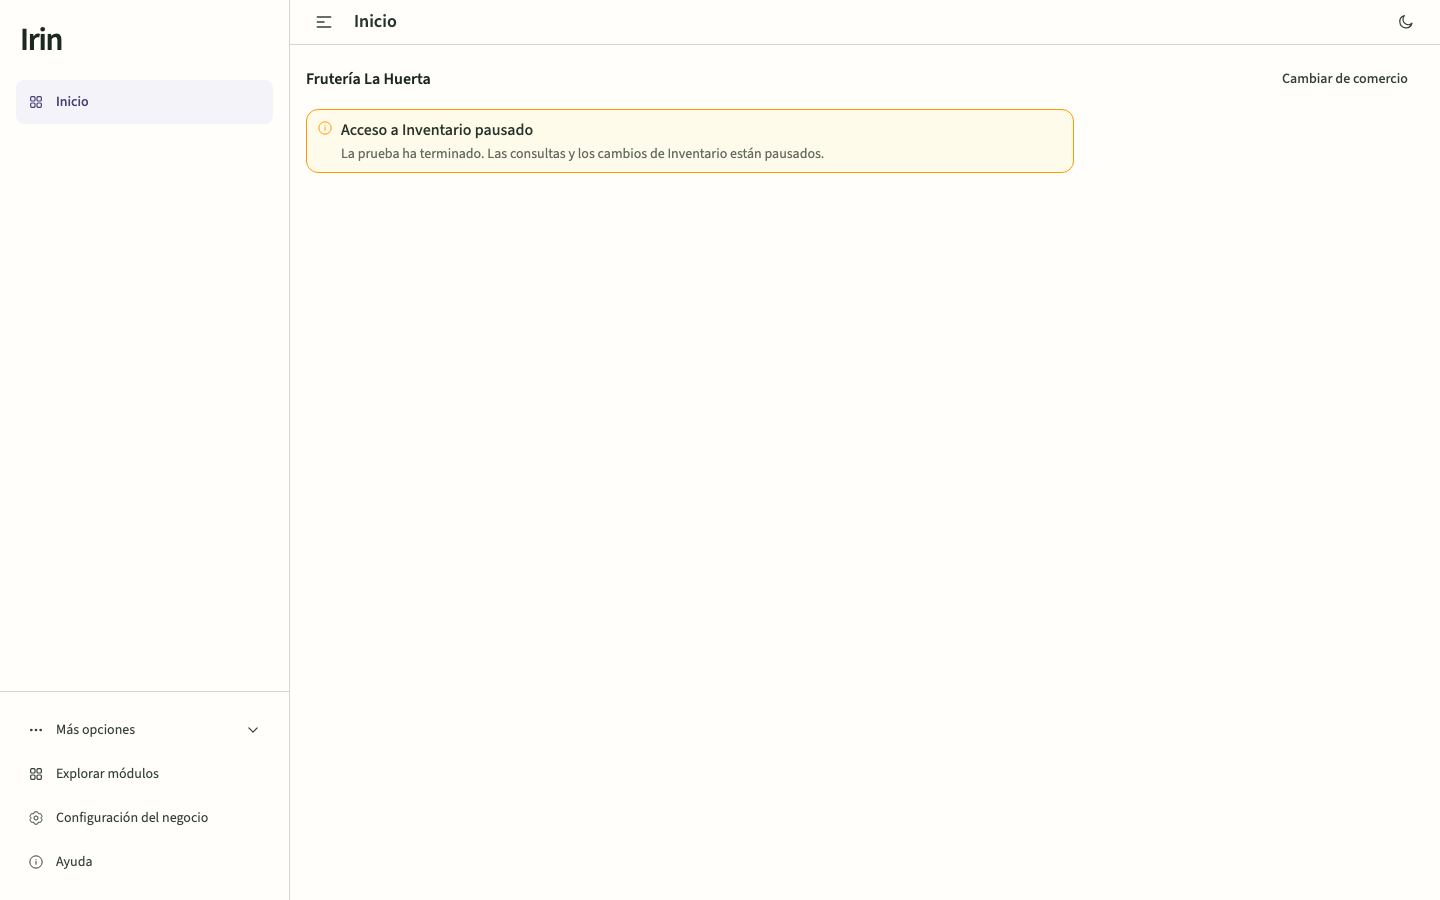 Irin
Inicio
Más opciones
Explorar módulos
Configuración del negocio
Ayuda
Inicio
Frutería La Huerta
Cambiar de comercio
Acceso a Inventario pausado
La prueba ha terminado. Las consultas y los cambios de Inventario están pausados.